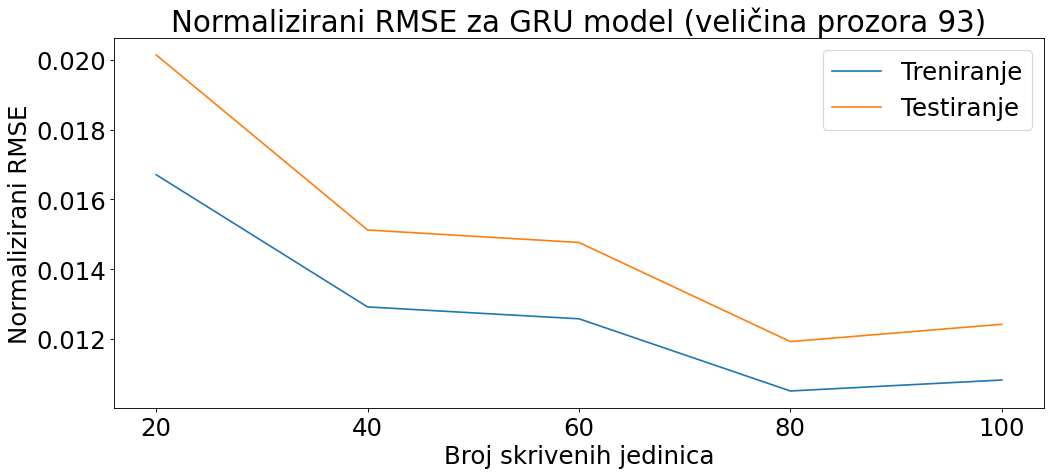 Normalizirani RMSE za GRU model (veličina prozora 93)
Treniranje
Testiranje
Normalizirani RMSE
0.020
0.018
0.016
0.014
0.012
20 40 60 80 100
Broj skrivenih jedinica